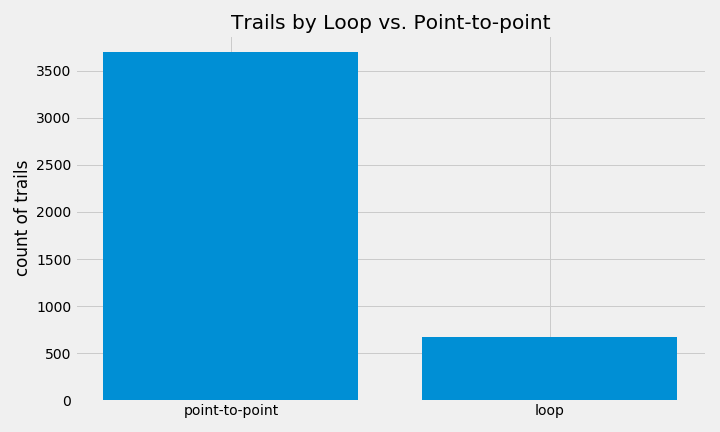 Trails by Loop vs. Point-to-point
count of trails
3500
3000
2500
2000
1500
1000
500
0
point-to-point
loop